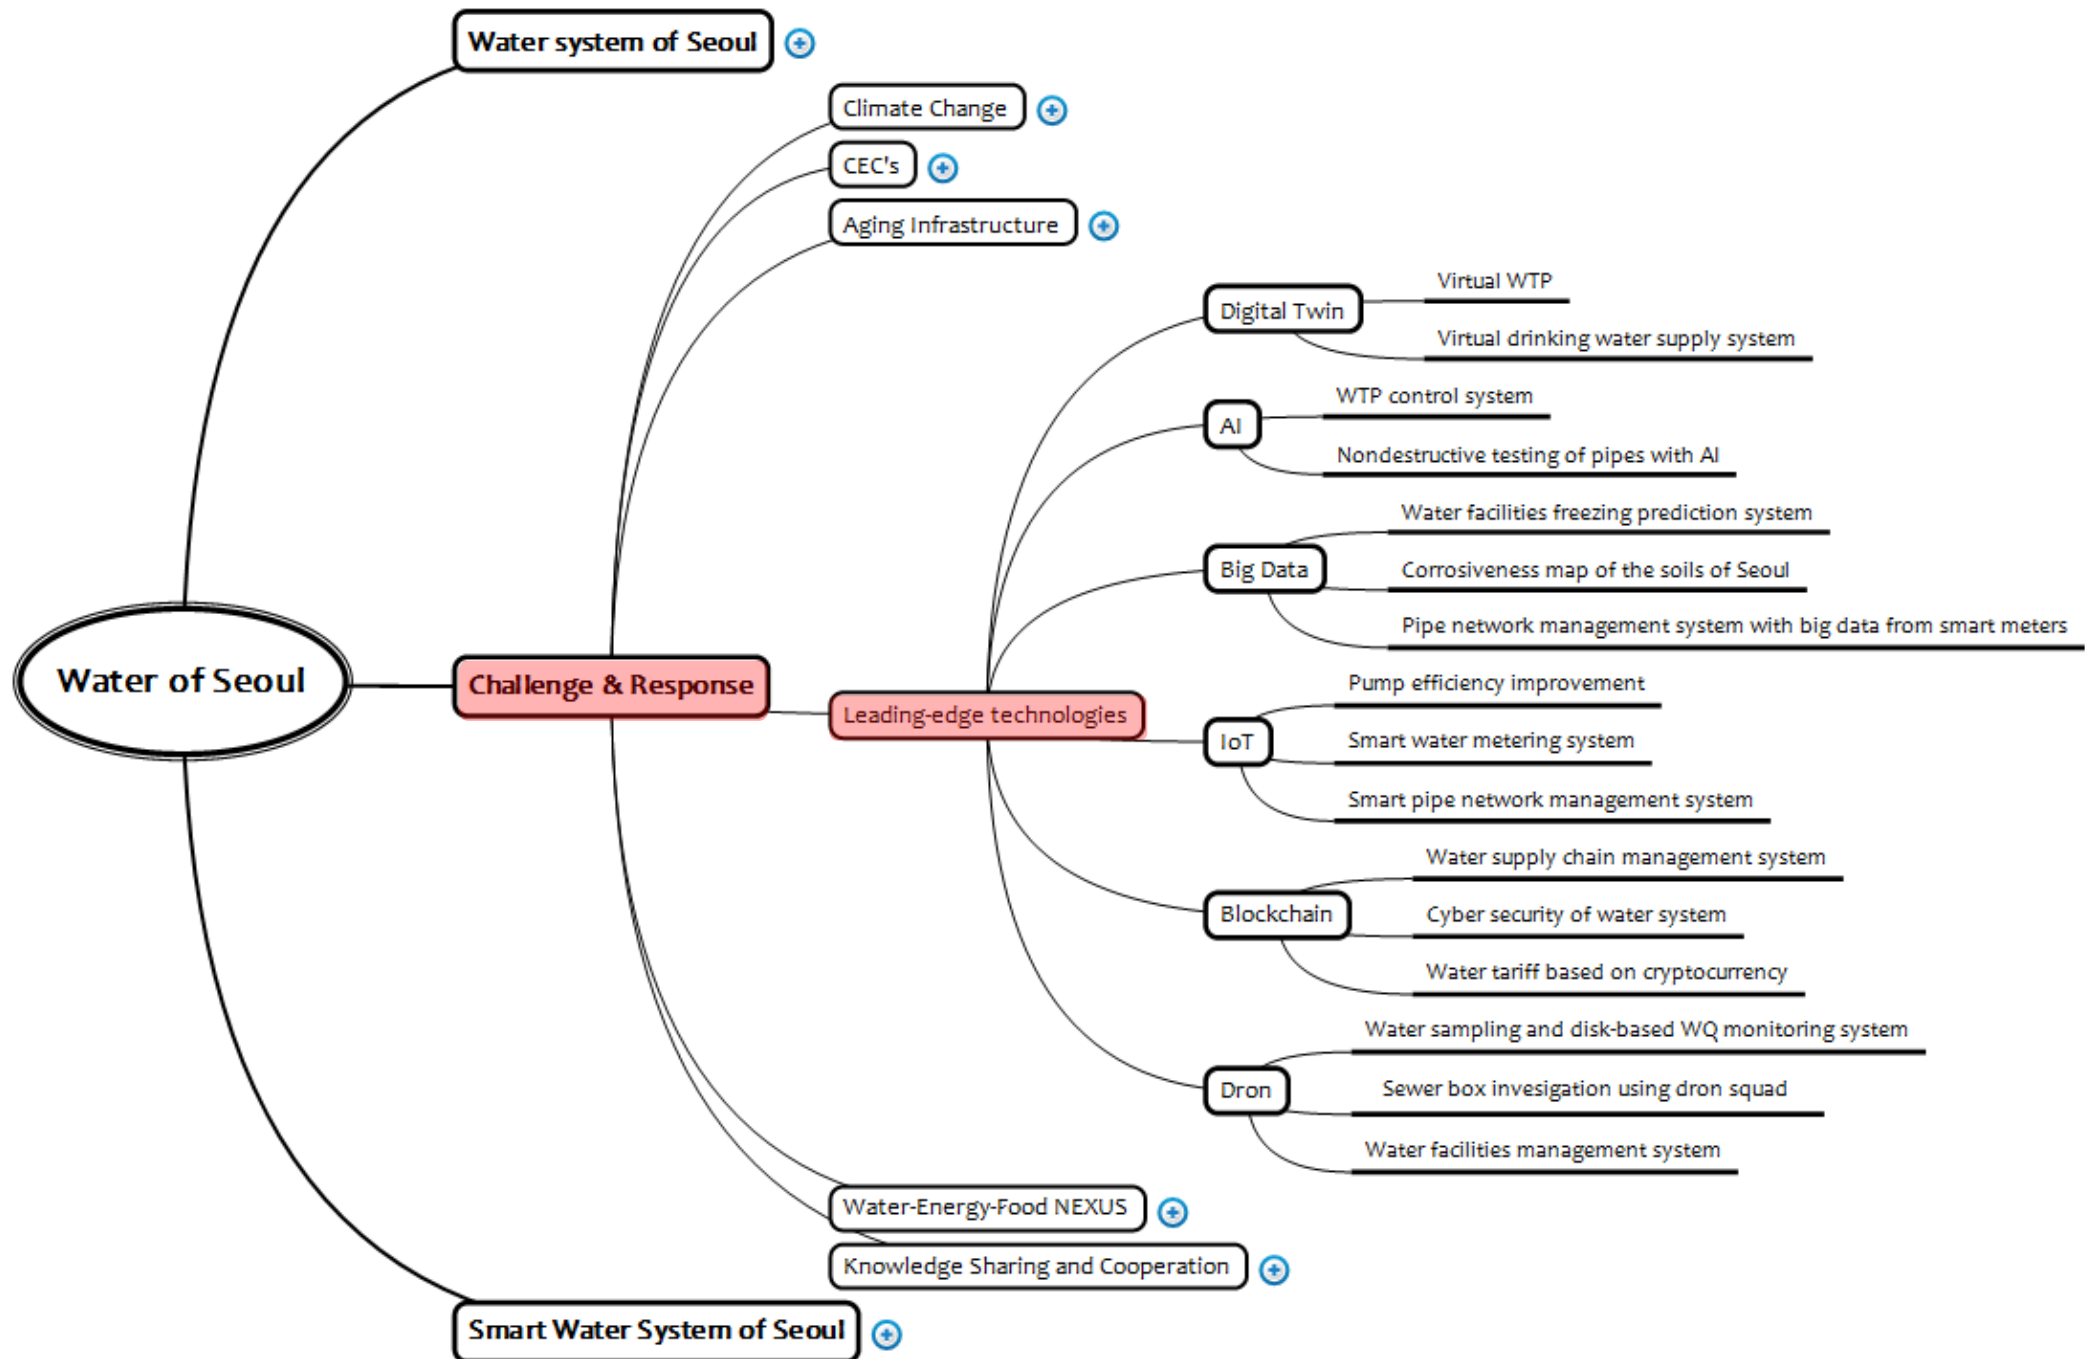 Water system of Seoul
Climate Change
CEC's
Aging Infrastructure
Virtual WTP
Digital Twin
Virtual drinking water supply system
WTP control system
AI
Nondestructive testing of pipes with AI
Water facilities freezing prediction system
Big Data
Corrosiveness map of the soils of Seoul
Pipe network management system with big data from smart meters
Water of Seoul
Challenge & Response
Leading-edge technologies
Pump efficiency improvement
IoT
Smart water metering system
Smart pipe network management system
Water supply chain management system
Blockchain
Cyber security of water system
Water tariff based on cryptocurrency
Water sampling and disk-based WQ monitoring system
Dron
Sewer box invesigation using dron squad
Water facilities management system
Water-Energy-Food NEXUS
Knowledge Sharing and Cooperation
Smart Water System of Seoul